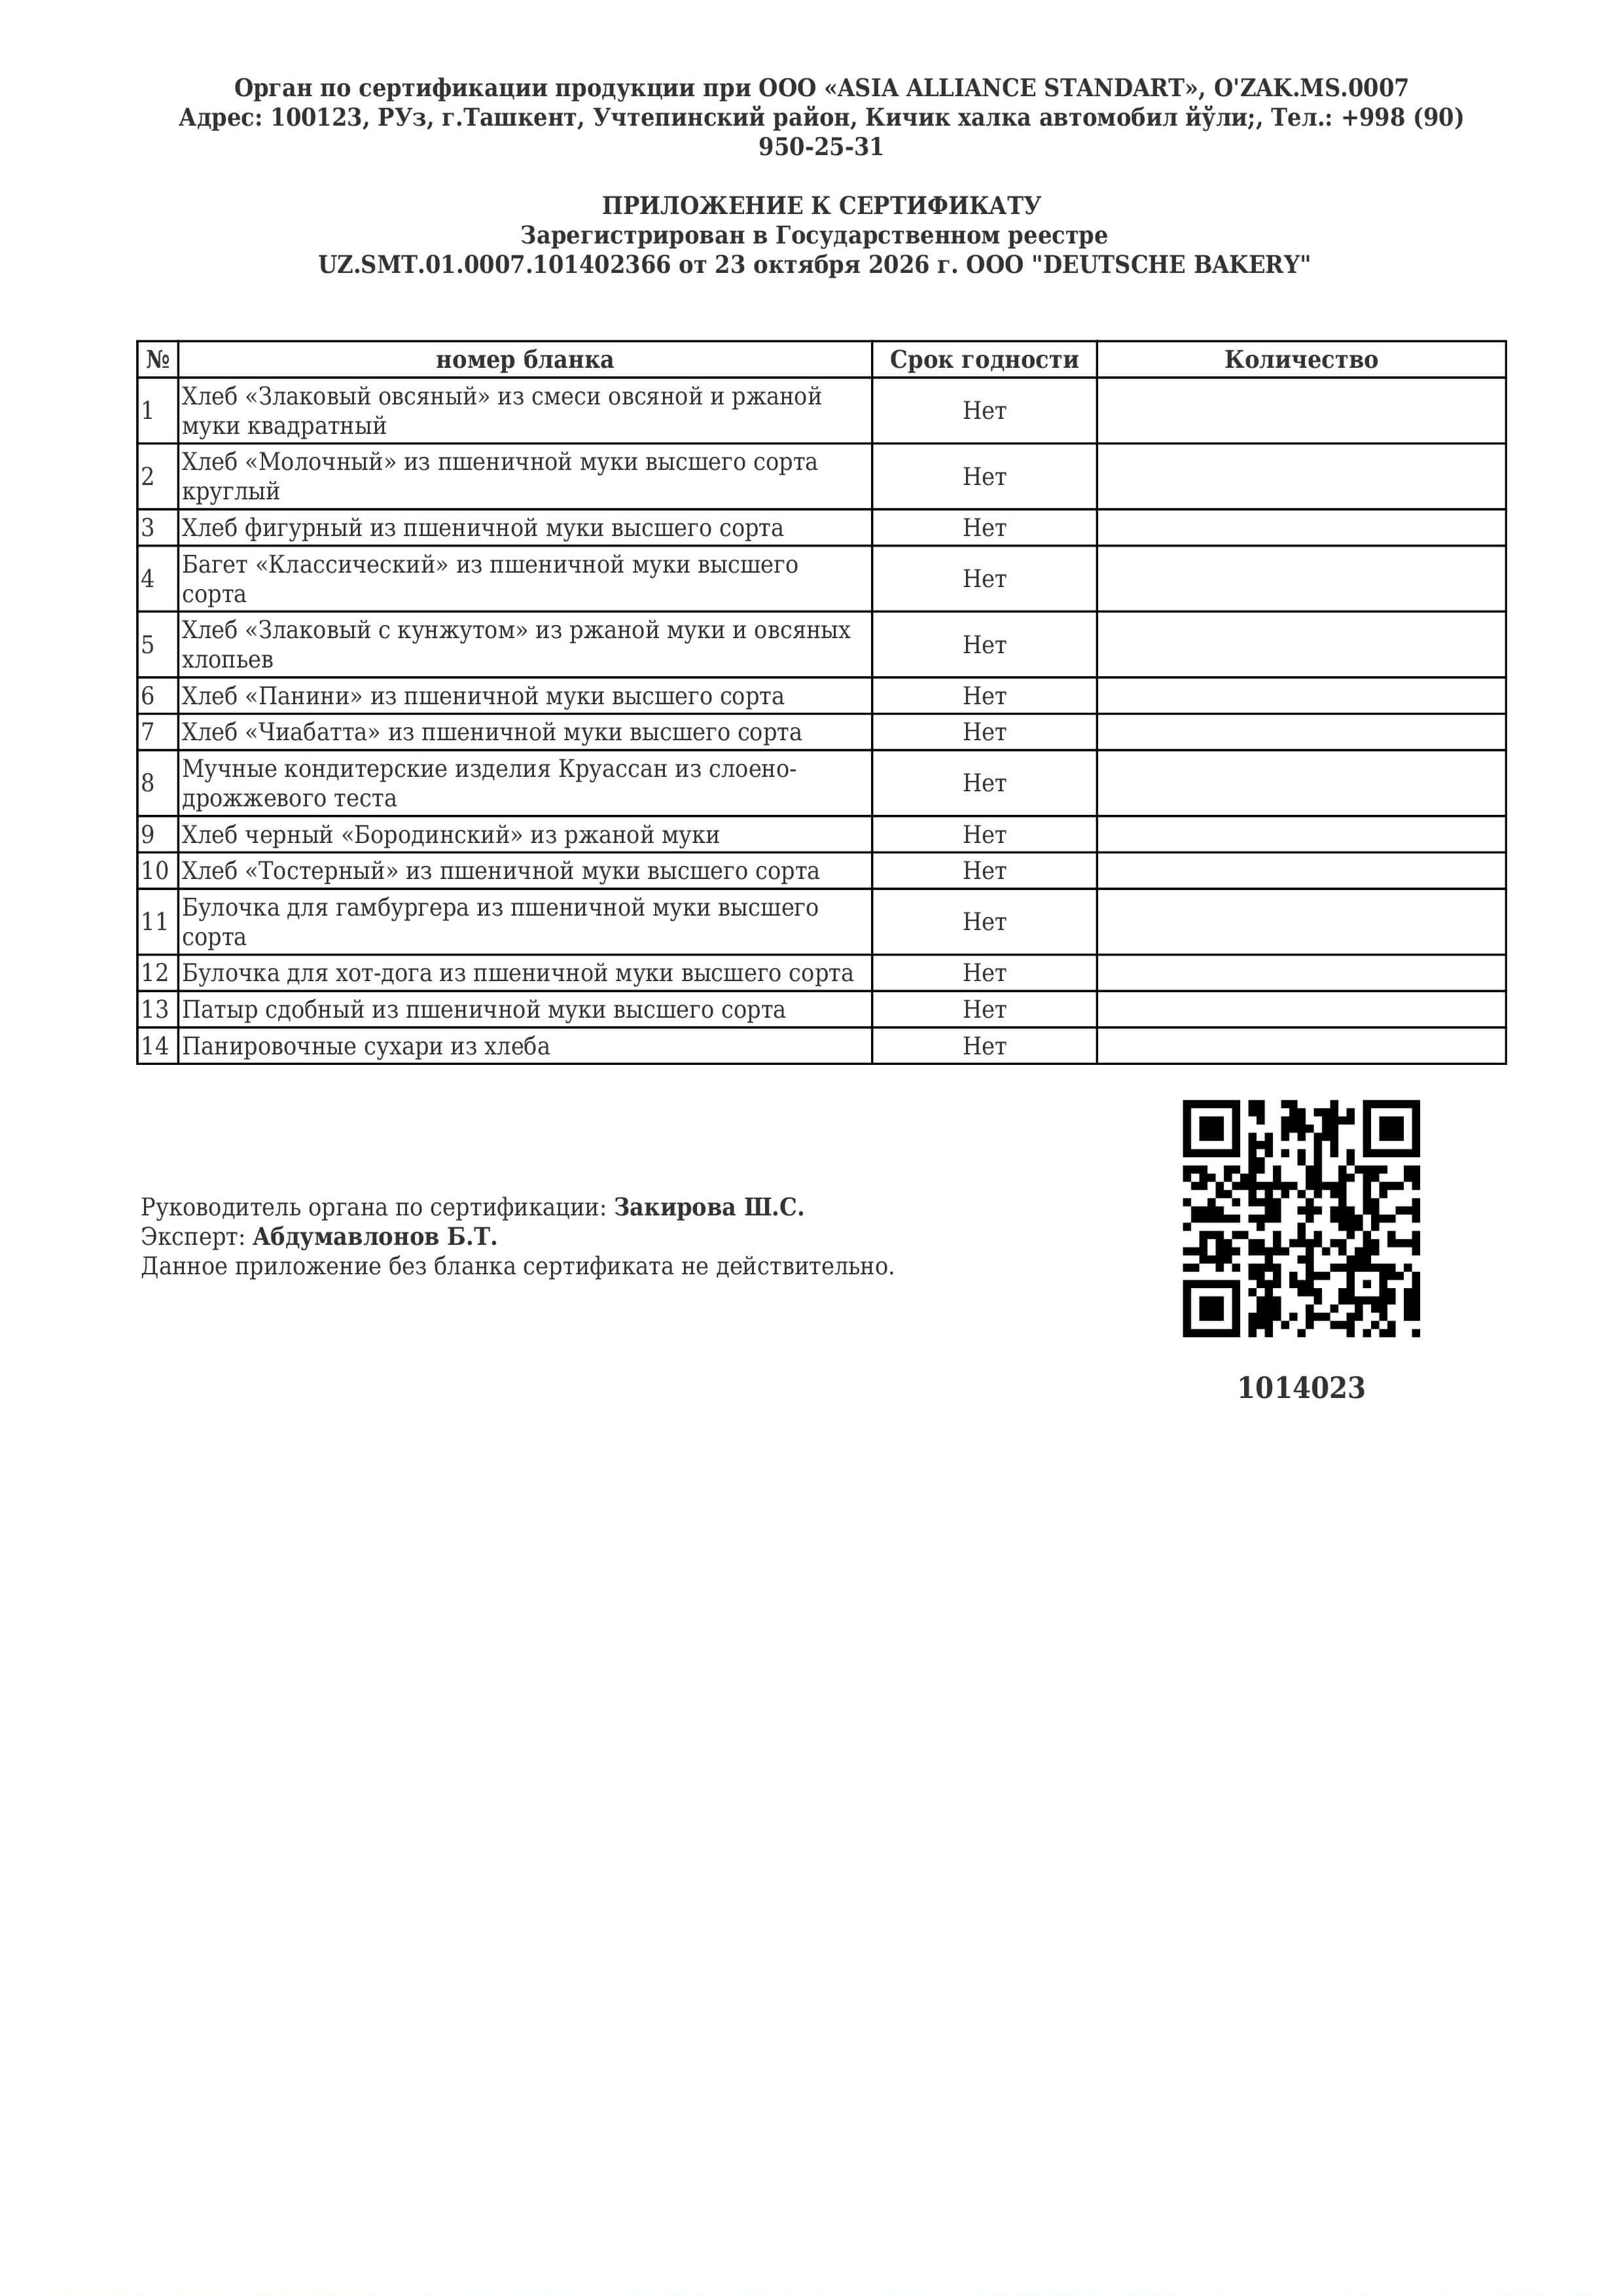 Орган по сертификации продукции при ООО «ASIA ALLIANCE STANDART», O'ZAK.MS.0007
Адрес: 100123, РУз, г.Ташкент, Учтепинский район, Кичик халка автомобил йўли;, Тел.: +998 (90)
950-25-31
ПРИЛОЖЕНИЕ К СЕРТИФИКАТУ
Зарегистрирован в Государственном реестре
UZ.SMT.01.0007.101402366 от 23 октября 2026 г. ООО "DEUTSCHE BAKERY"
№ номер бланка Срок годности Количество
1 Хлеб «Злаковый овсяный» из смеси овсяной и ржаной
муки квадратный Нет
2 Хлеб «Молочный» из пшеничной муки высшего сорта
круглый Нет
3 Хлеб фигурный из пшеничной муки высшего сорта Нет
4 Багет «Классический» из пшеничной муки высшего
сорта Нет
5 Хлеб «Злаковый с кунжутом» из ржаной муки и овсяных
хлопьев Нет
6 Хлеб «Панини» из пшеничной муки высшего сорта Нет
7 Хлеб «Чиабатта» из пшеничной муки высшего сорта Нет
8 Мучные кондитерские изделия Круассан из слоено-
дрожжевого теста Нет
9 Хлеб черный «Бородинский» из ржаной муки Нет
10 Хлеб «Тостерный» из пшеничной муки высшего сорта Нет
11 Булочка для гамбургера из пшеничной муки высшего
сорта Нет
12 Булочка для хот-дога из пшеничной муки высшего сорта Нет
13 Патыр сдобный из пшеничной муки высшего сорта Нет
14 Панировочные сухари из хлеба Нет
Руководитель органа по сертификации: Закирова Ш.С.
Эксперт: Абдумавлонов Б.Т.
Данное приложение без бланка сертификата не действительно.
1014023